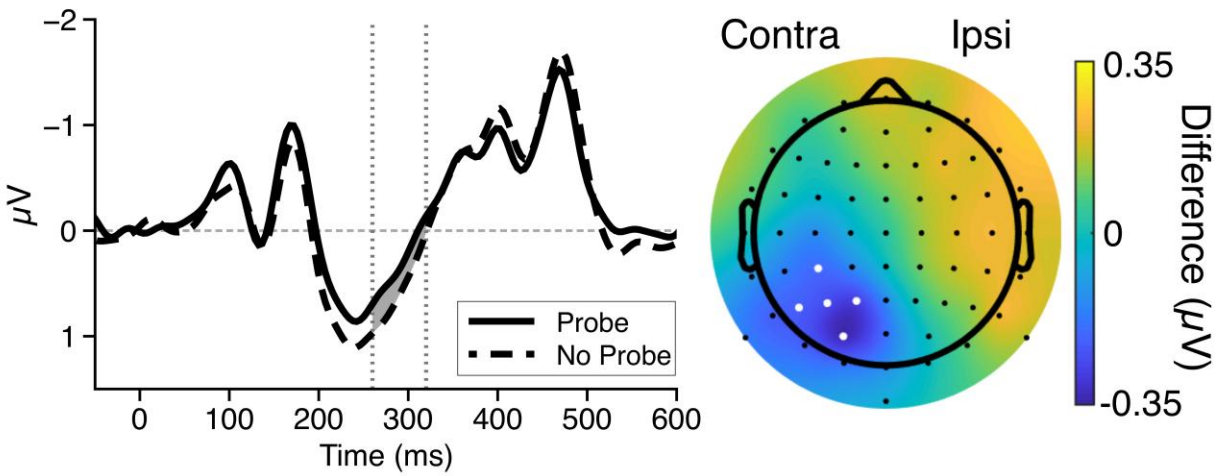 −2
−1
0
1
µV
0 100 200 300 400 500 600
Time (ms)
Probe
No Probe
Contra Ipsi
0.35
0
-0.35
Difference (µV)